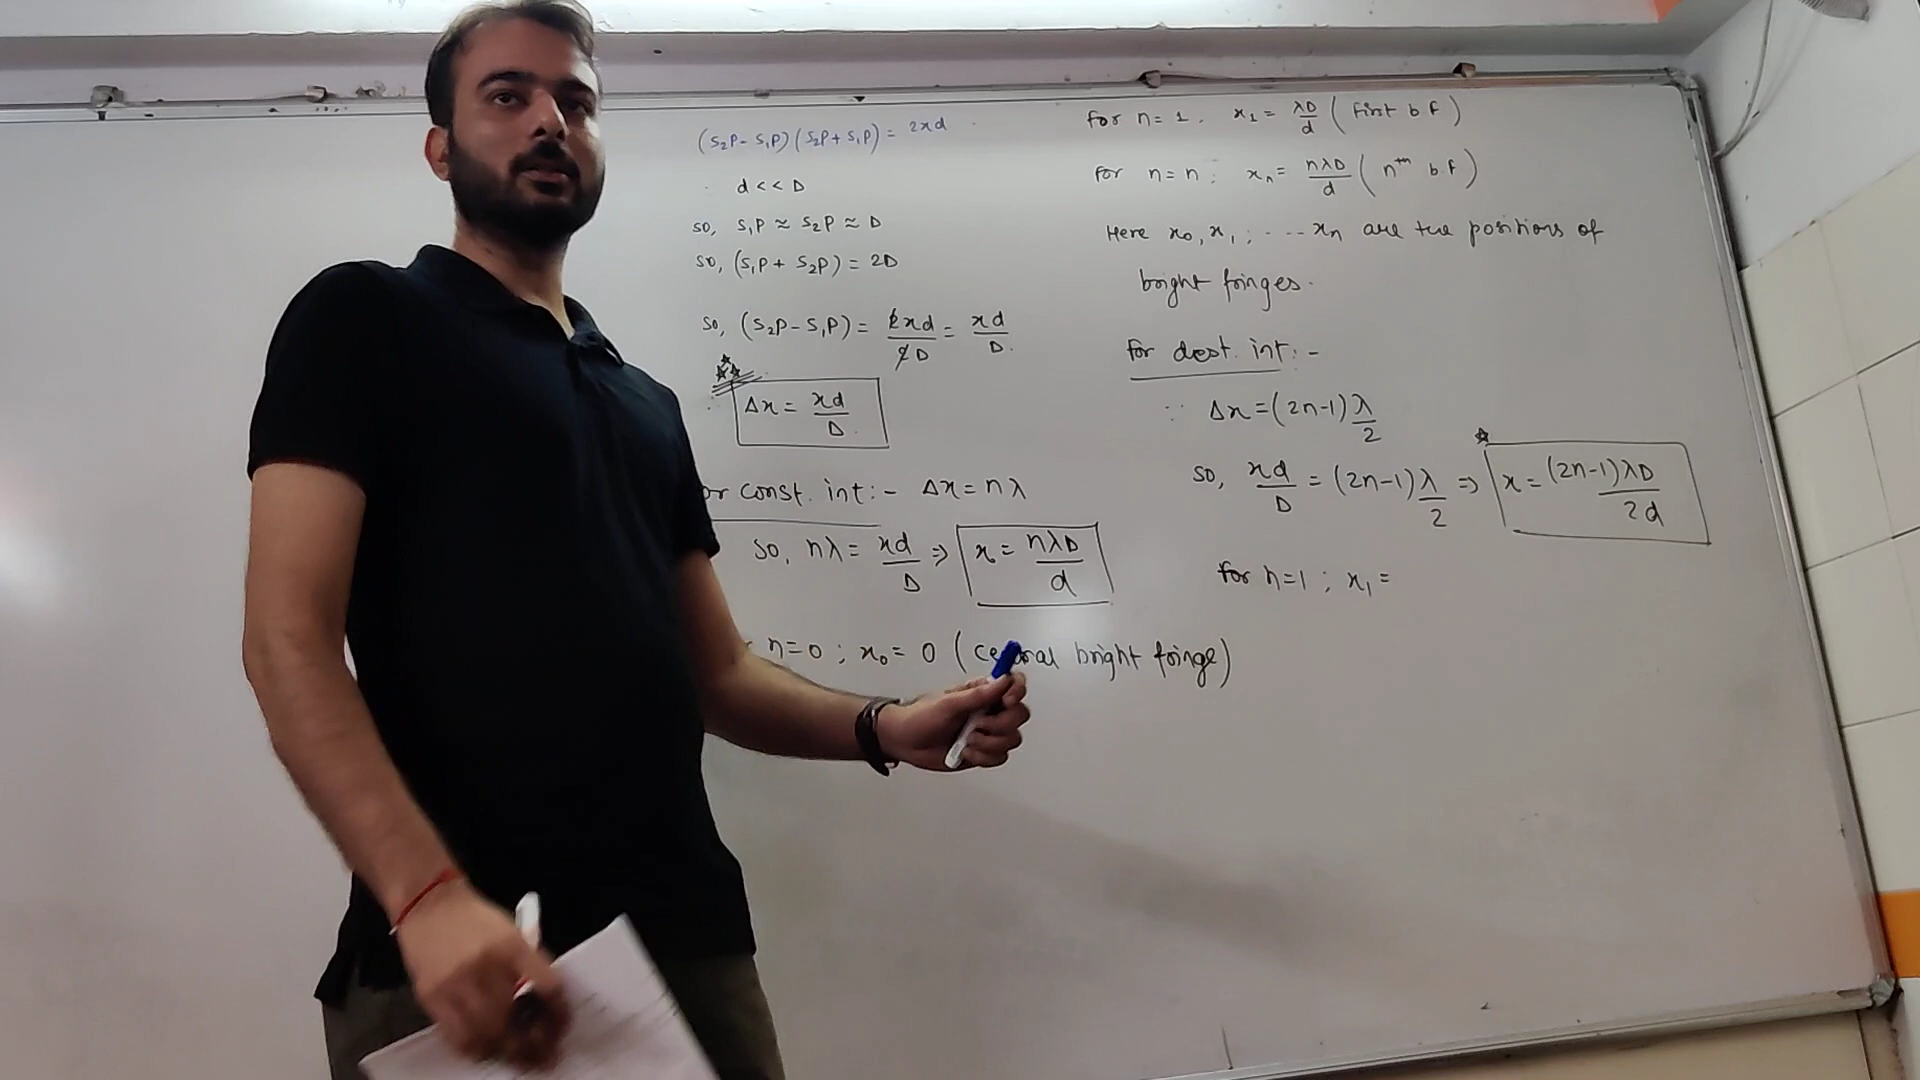 (S₂P - S₁P)(S₂P + S₁P) = 2xd
d << D
so, S₁P ≈ S₂P ≈ D
so, (S₁P + S₂P) = 2D
so, (S₂P - S₁P) = 2xd/2D = xd/D.
Δx = xd/D.
or const. int :- Δx = nλ
so, nλ = xd/D ⇒ x = nλD/d
n=0 ; x₀ = 0 (central bright fringe)
for n = 1, x₁ = λD/d (first b f)
for n = n ; xₙ = nλD/d (nᵗʰ b f)
Here x₀, x₁, ---- xₙ are the positions of
bright fringes.
for dest. int :-
∵ Δx = (2n-1) λ/2
so, xd/D = (2n-1) λ/2 ⇒ x = (2n-1)λD/2d
for n=1 ; x₁ =